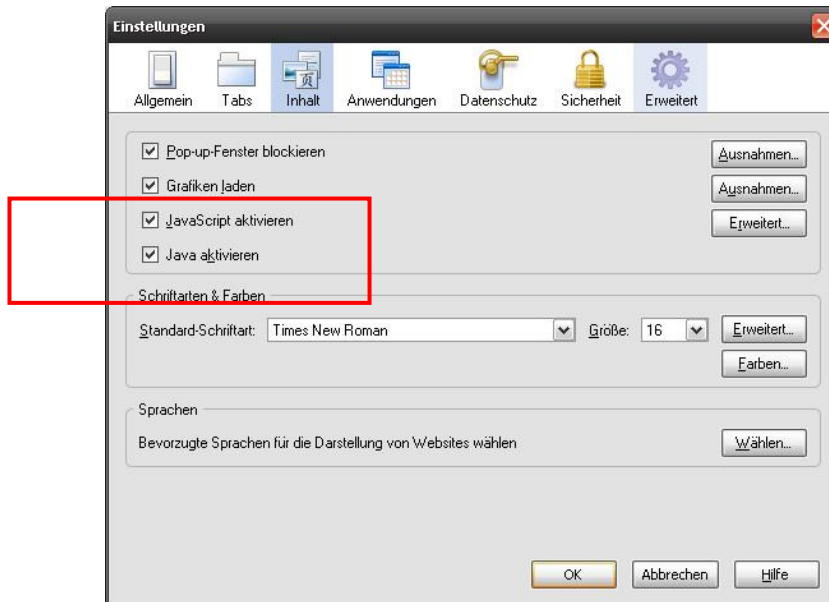 Einstellungen
Allgemein Tabs Inhalt Anwendungen Datenschutz Sicherheit Erweitert
Pop-up-Fenster blockieren Ausnahmen...
Grafiken laden Ausnahmen...
JavaScript aktivieren Erweitert...
Java aktivieren
Schriftarten & Farben
Standard-Schriftart: Times New Roman Größe: 16 Erweitert...
Farben...
Sprachen
Bevorzugte Sprachen für die Darstellung von Websites wählen Wählen...
OK Abbrechen Hilfe